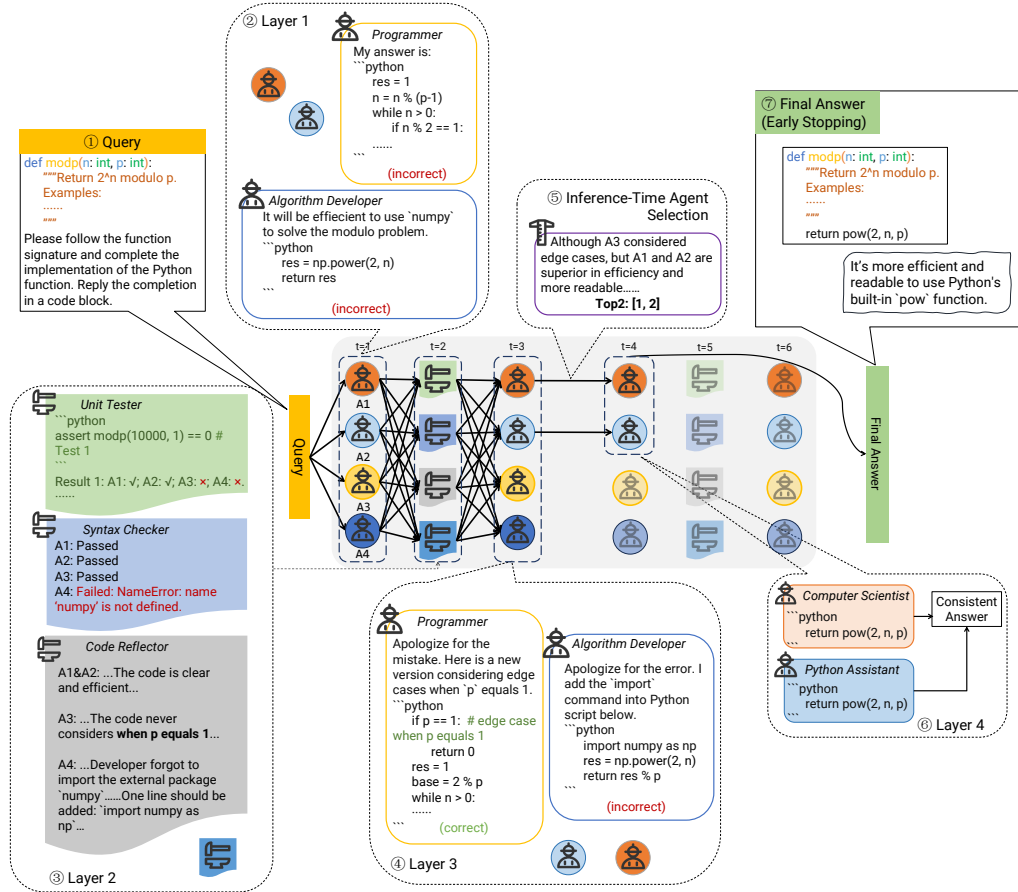 ① Query
def modp(n: int, p: int):
"""Return 2^n modulo p.
Examples:
......
"""
Please follow the function
signature and complete the
implementation of the Python
function. Reply the completion
in a code block.
② Layer 1
Programmer
My answer is:
```python
res = 1
n = n % (p-1)
while n > 0:
if n % 2 == 1:
......
```
(incorrect)
Algorithm Developer
It will be effiecient to use `numpy`
to solve the modulo problem.
```python
res = np.power(2, n)
return res
```
(incorrect)
⑤ Inference-Time Agent
Selection
Although A3 considered
edge cases, but A1 and A2 are
superior in efficiency and
more readable......
Top2: [1, 2]
⑦ Final Answer
(Early Stopping)
def modp(n: int, p: int):
"""Return 2^n modulo p.
Examples:
......
"""
return pow(2, n, p)
It's more efficient and
readable to use Python's
built-in `pow` function.
t=1
t=2
t=3
t=4
t=5
t=6
A1
A2
A3
A4
Query
Final Answer
Unit Tester
```python
assert modp(10000, 1) == 0 #
Test 1
```
Result 1: A1: √; A2: √; A3: ×; A4: ×.
......
Syntax Checker
A1: Passed
A2: Passed
A3: Passed
A4: Failed: NameError: name
'numpy' is not defined.
Code Reflector
A1&A2: ...The code is clear
and efficient...
A3: ...The code never
considers when p equals 1...
A4: ...Developer forgot to
import the external package
`numpy`......One line should be
added: `import numpy as
np`...
③ Layer 2
Programmer
Apologize for the
mistake. Here is a new
version considering edge
cases when `p` equals 1.
```python
if p == 1: # edge case
when p equals 1
return 0
res = 1
base = 2 % p
while n > 0:
......
```
(correct)
Algorithm Developer
Apologize for the error. I
add the `import`
command into Python
script below.
```python
import numpy as np
res = np.power(2, n)
return res % p
```
(incorrect)
④ Layer 3
Computer Scientist
```python
return pow(2, n, p)
```
Consistent
Answer
Python Assistant
```python
return pow(2, n, p)
```
⑥ Layer 4